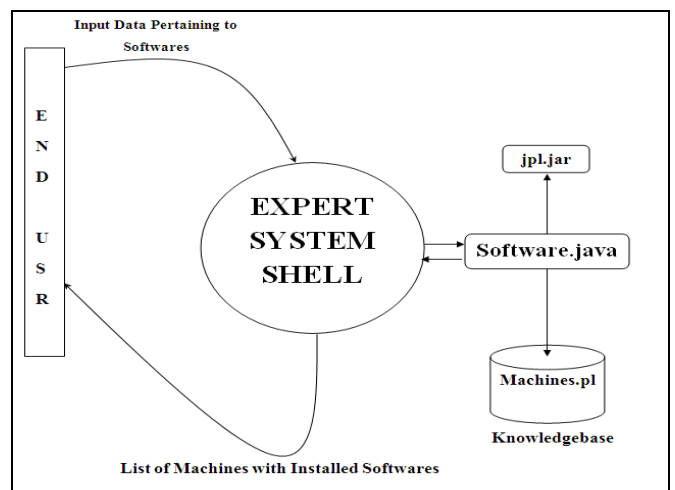 Input Data Pertaining to
Softwares
E
N
D
U
S
R
EXPERT
SYSTEM
SHELL
jpl.jar
Software.java
Machines.pl
Knowledgebase
List of Machines with Installed Softwares